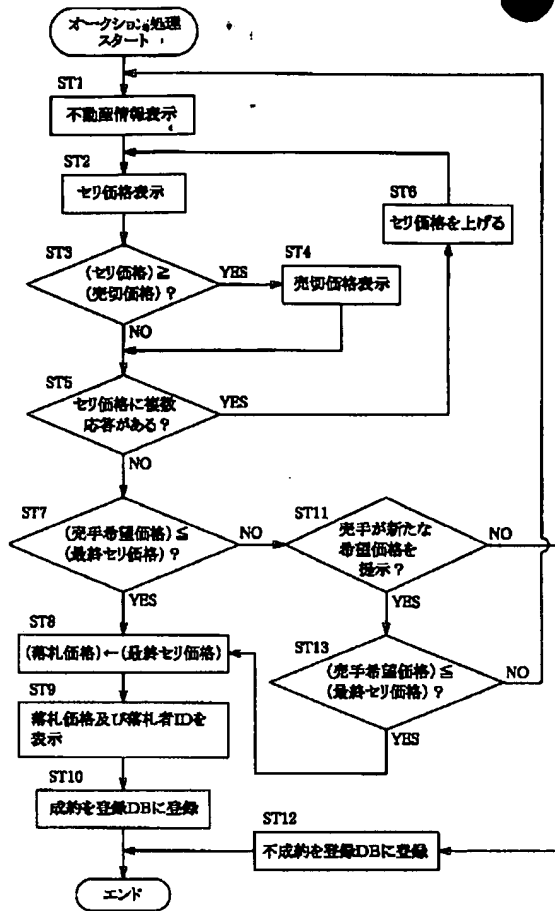 オークション処理
スタート
ST1
不動産情報表示
ST2
セリ価格表示
ST6
セリ価格を上げる
ST3
(セリ価格)≧
(売切価格)?
YES
ST4
売切価格表示
NO
ST5
セリ価格に複数
応答がある?
YES
NO
ST7
(売手希望価格)≦
(最終セリ価格)?
NO
ST11
売手が新たな
希望価格を
提示?
NO
YES
YES
ST8
(落札価格)←(最終セリ価格)
ST13
(売手希望価格)≦
(最終セリ価格)?
NO
YES
ST9
落札価格及び落札者IDを
表示
ST10
成約を登録DBに登録
ST12
不成約を登録DBに登録
エンド